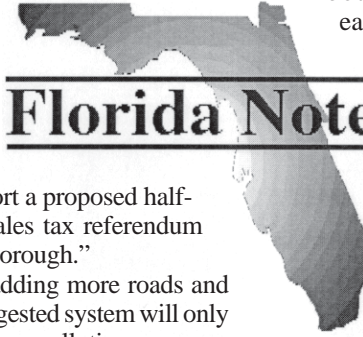 ea
Florida Note
ort a proposed half-
ales tax referendum
orough.”
dding more roads and
gested system will only